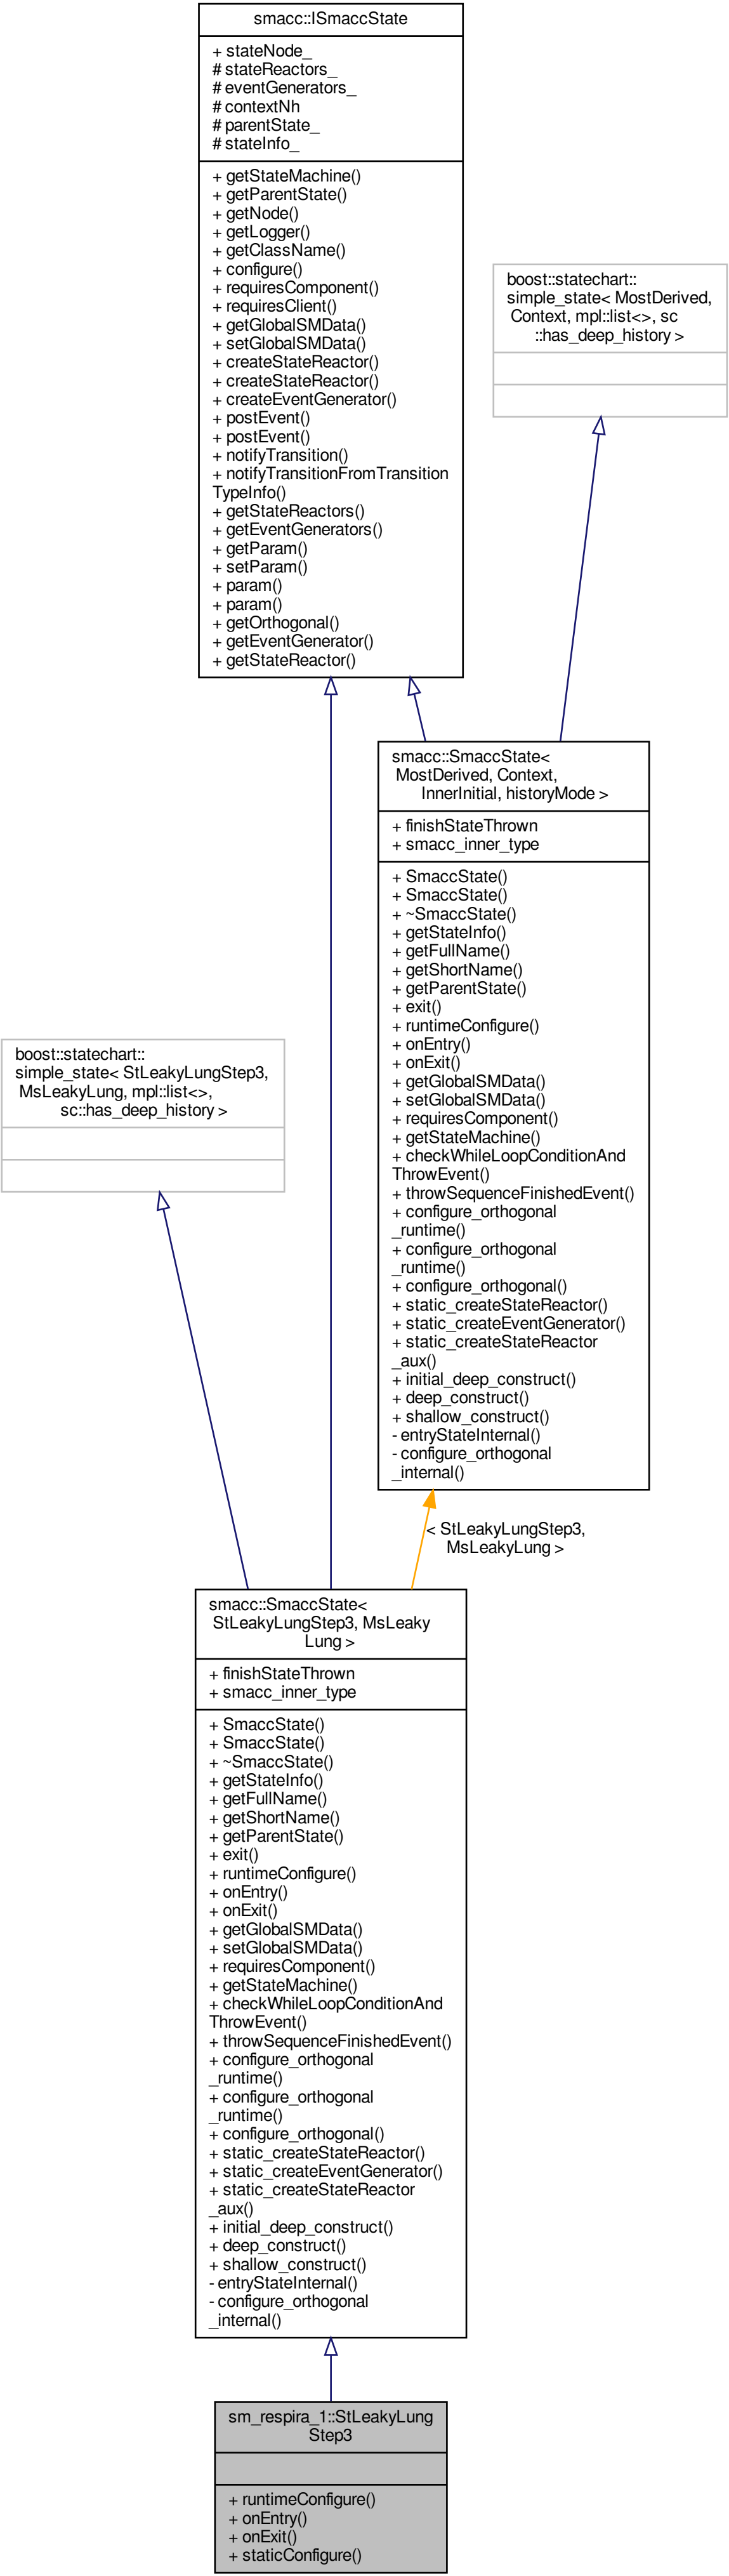 smacc::ISmaccState
+ stateNode_
# stateReactors_
# eventGenerators_
# contextNh
# parentState_
# stateInfo_
+ getStateMachine()
+ getParentState()
+ getNode()
+ getLogger()
+ getClassName()
+ configure()
+ requiresComponent()
+ requiresClient()
+ getGlobalSMData()
+ setGlobalSMData()
+ createStateReactor()
+ createStateReactor()
+ createEventGenerator()
+ postEvent()
+ postEvent()
+ notifyTransition()
+ notifyTransitionFromTransition
TypeInfo()
+ getStateReactors()
+ getEventGenerators()
+ getParam()
+ setParam()
+ param()
+ param()
+ getOrthogonal()
+ getEventGenerator()
+ getStateReactor()
boost::statechart::
simple_state< MostDerived,
Context, mpl::list<>, sc
::has_deep_history >
smacc::SmaccState<
MostDerived, Context,
InnerInitial, historyMode >
+ finishStateThrown
+ smacc_inner_type
+ SmaccState()
+ SmaccState()
+ ~SmaccState()
+ getStateInfo()
+ getFullName()
+ getShortName()
+ getParentState()
+ exit()
+ runtimeConfigure()
+ onEntry()
+ onExit()
+ getGlobalSMData()
+ setGlobalSMData()
+ requiresComponent()
+ getStateMachine()
+ checkWhileLoopConditionAnd
ThrowEvent()
+ throwSequenceFinishedEvent()
+ configure_orthogonal
_runtime()
+ configure_orthogonal
_runtime()
+ configure_orthogonal()
+ static_createStateReactor()
+ static_createEventGenerator()
+ static_createStateReactor
_aux()
+ initial_deep_construct()
+ deep_construct()
+ shallow_construct()
- entryStateInternal()
- configure_orthogonal
_internal()
boost::statechart::
simple_state< StLeakyLungStep3,
MsLeakyLung, mpl::list<>,
sc::has_deep_history >
< StLeakyLungStep3,
MsLeakyLung >
smacc::SmaccState<
StLeakyLungStep3, MsLeaky
Lung >
+ finishStateThrown
+ smacc_inner_type
+ SmaccState()
+ SmaccState()
+ ~SmaccState()
+ getStateInfo()
+ getFullName()
+ getShortName()
+ getParentState()
+ exit()
+ runtimeConfigure()
+ onEntry()
+ onExit()
+ getGlobalSMData()
+ setGlobalSMData()
+ requiresComponent()
+ getStateMachine()
+ checkWhileLoopConditionAnd
ThrowEvent()
+ throwSequenceFinishedEvent()
+ configure_orthogonal
_runtime()
+ configure_orthogonal
_runtime()
+ configure_orthogonal()
+ static_createStateReactor()
+ static_createEventGenerator()
+ static_createStateReactor
_aux()
+ initial_deep_construct()
+ deep_construct()
+ shallow_construct()
- entryStateInternal()
- configure_orthogonal
_internal()
sm_respira_1::StLeakyLung
Step3
+ runtimeConfigure()
+ onEntry()
+ onExit()
+ staticConfigure()